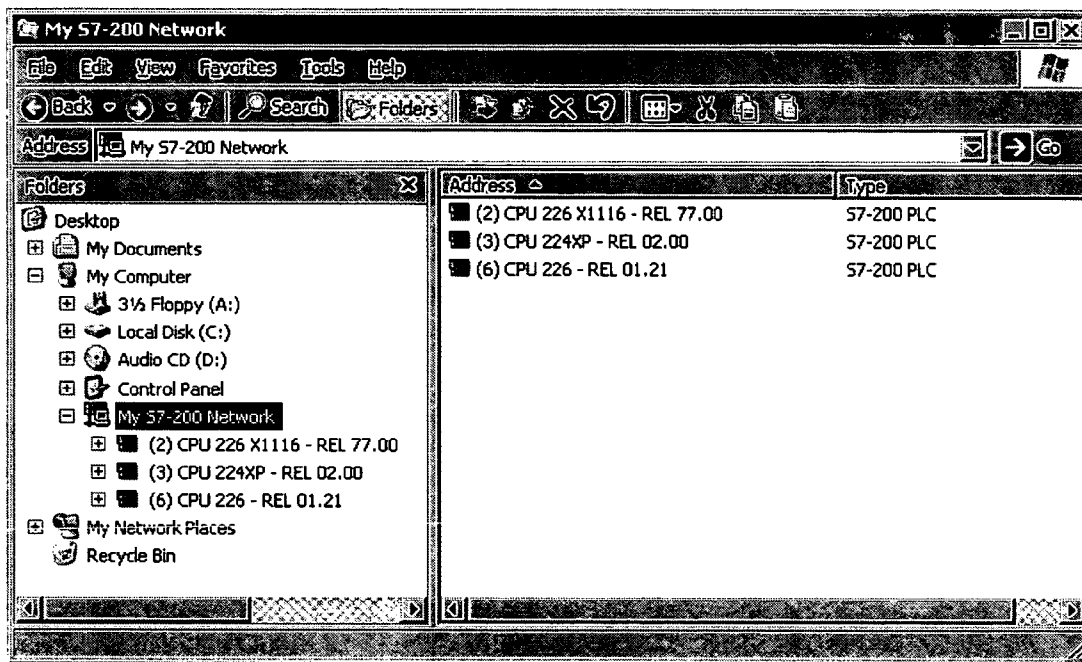 My S7-200 Network
File Edit View Favorites Tools Help
Back Search Folders
Address My S7-200 Network Go
Folders
Desktop
My Documents
My Computer
3½ Floppy (A:)
Local Disk (C:)
Audio CD (D:)
Control Panel
My S7-200 Network
(2) CPU 226 X1116 - REL 77.00
(3) CPU 224XP - REL 02.00
(6) CPU 226 - REL 01.21
My Network Places
Recycle Bin
Address Type
(2) CPU 226 X1116 - REL 77.00 S7-200 PLC
(3) CPU 224XP - REL 02.00 S7-200 PLC
(6) CPU 226 - REL 01.21 S7-200 PLC